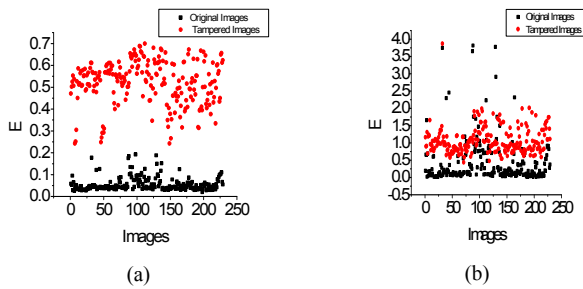 Original Images
Tampered Images
0.7
0.6
0.5
0.4
0.3
0.2
0.1
0.0
E
0 50 100 150 200 250
Images
(a)
Original Images
Tampered Images
4.0
3.5
3.0
2.5
2.0
1.5
1.0
0.5
0.0
-0.5
E
0 50 100 150 200 250
Images
(b)